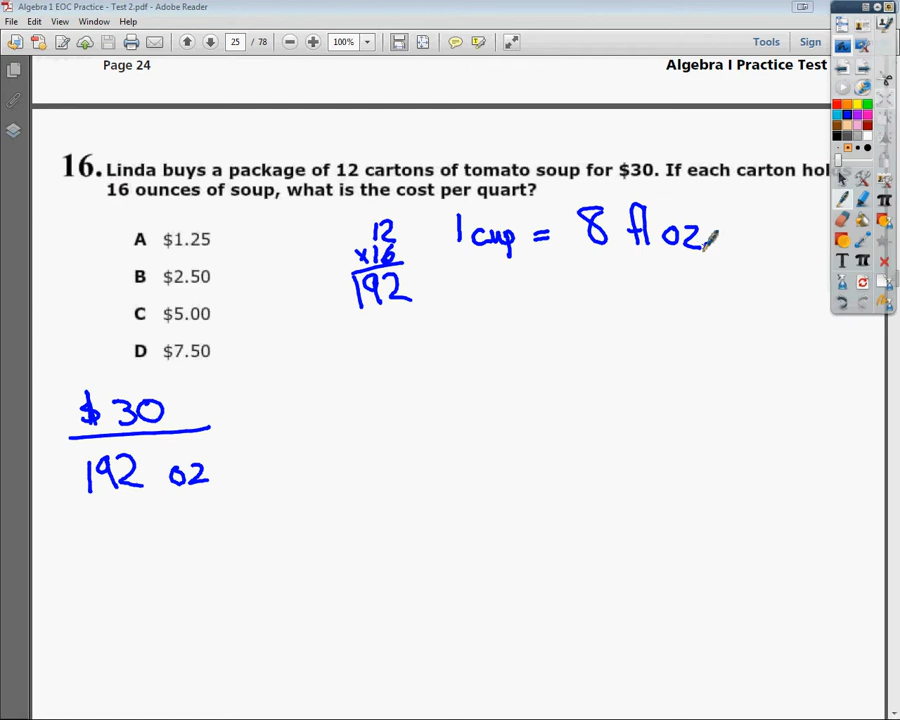 Algebra 1 EOC Practice - Test 2.pdf - Adobe Reader
File Edit View Window Help
25 / 78 100% Tools Sign
Page 24 Algebra I Practice Test
16. Linda buys a package of 12 cartons of tomato soup for $30. If each carton hol
16 ounces of soup, what is the cost per quart?
A $1.25
B $2.50
C $5.00
D $7.50
12
×16
192
1 cup = 8 fl oz
$ 30
192 oz